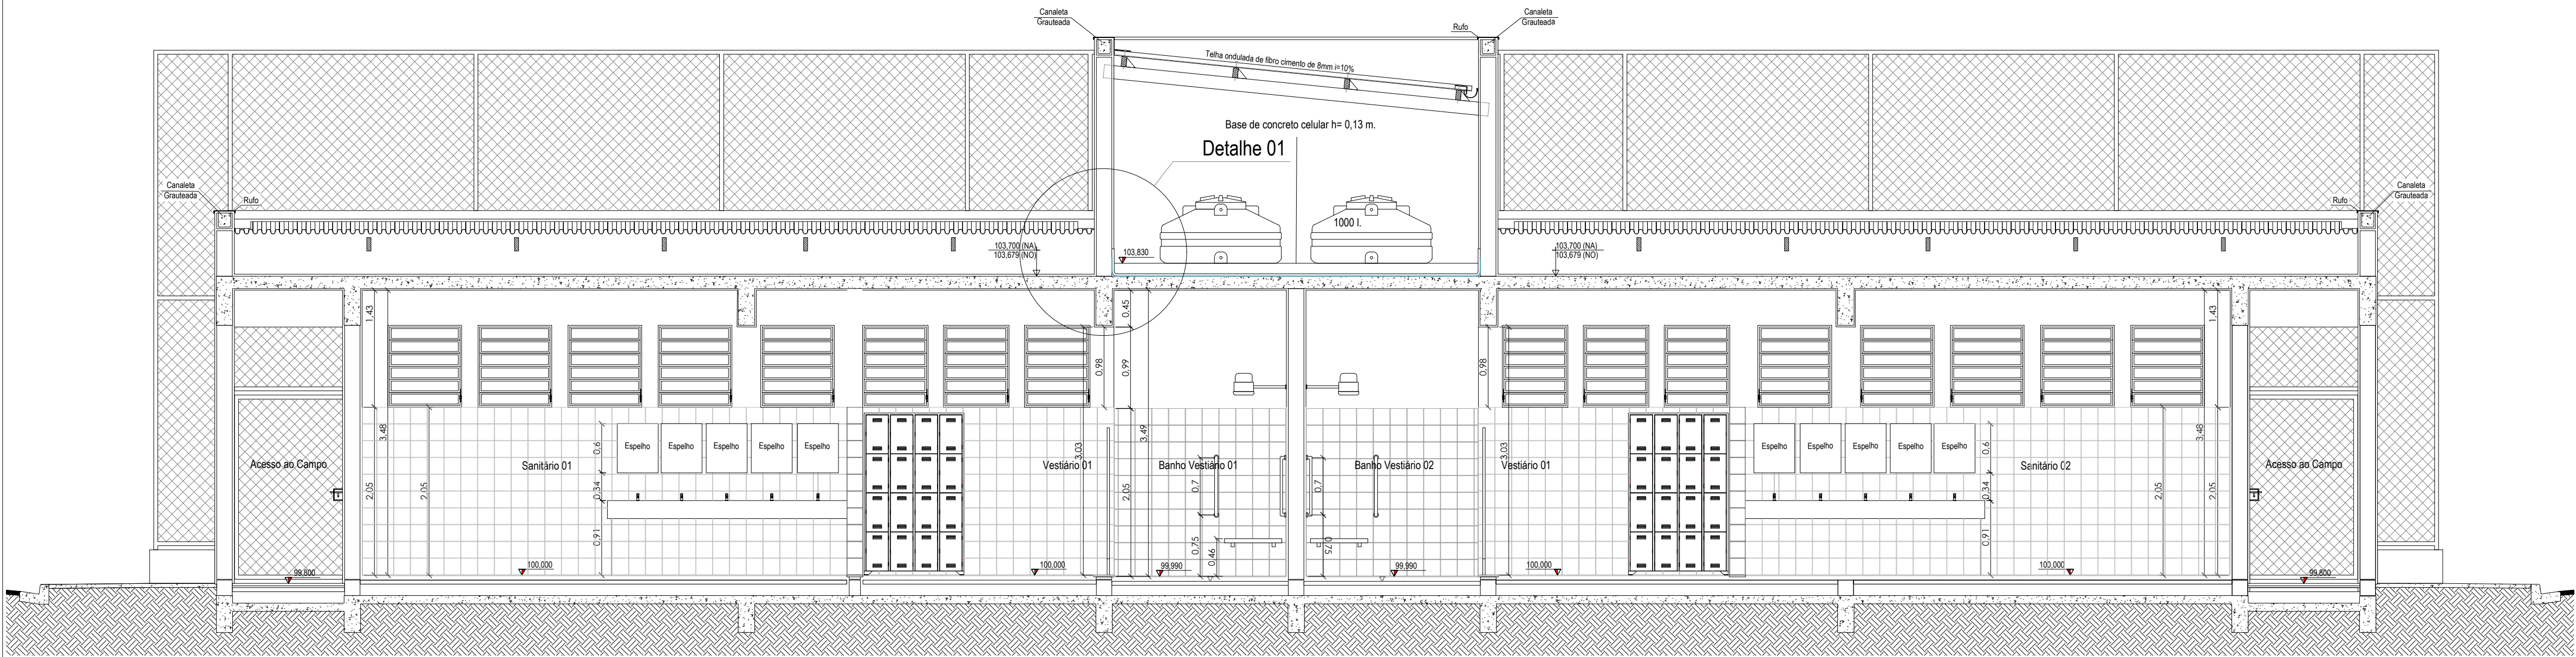 Canaleta
Grauteada
Rufo
Canaleta
Grauteada
Telha ondulada de fibro cimento de 8mm i=10%
Base de concreto celular h= 0,13 m.
Detalhe 01
Canaleta
Grauteada
Rufo
Rufo
Canaleta
Grauteada
1000 l.
103,700 (NA)
103,679 (NO)
103,830
103,700 (NA)
103,679 (NO)
1,43
0,45
1,43
0,98
0,99
0,98
3,48
0,6
3,49
3,03
3,03
0,6
3,48
Espelho
Espelho
Espelho
Espelho
Espelho
Espelho
Espelho
Espelho
Espelho
Espelho
Acesso ao Campo
Sanitário 01
Vestiário 01
Banho Vestiário 01
Banho Vestiário 02
Vestiário 01
Sanitário 02
Acesso ao Campo
2,05
2,05
0,34
2,05
0,7
0,7
0,34
2,05
2,05
0,91
0,75
0,46
0,75
0,91
99,800
100,000
100,000
99,990
99,990
100,000
100,000
99,800